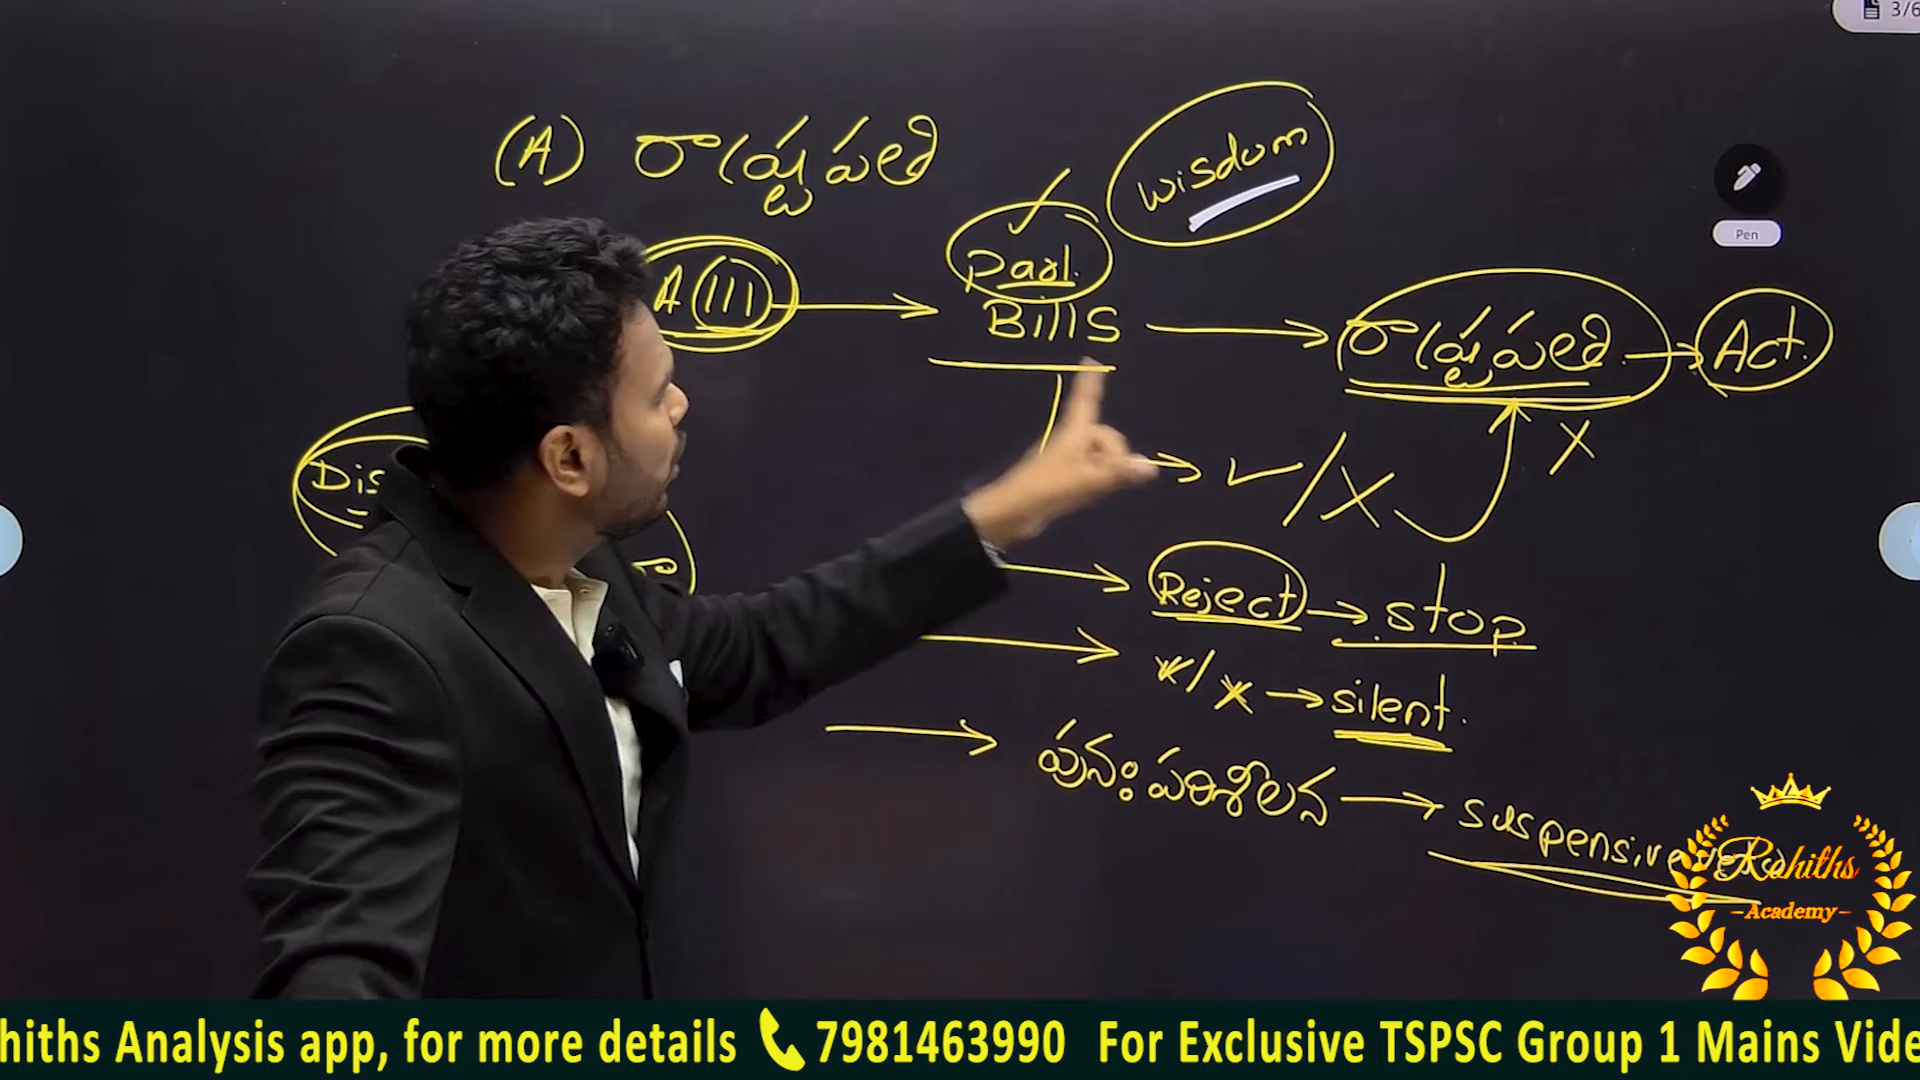 3/6
(A) రాష్ట్రపతి
wisdom
Pen
A (111) → Parl. Bills → రాష్ట్రపతి → Act.
Dis
✓/X X
Reject → stop
silent.
పునః పరిశీలన → suspensive
Rohiths
Academy
hiths Analysis app, for more details 7981463990 For Exclusive TSPSC Group 1 Mains Vide